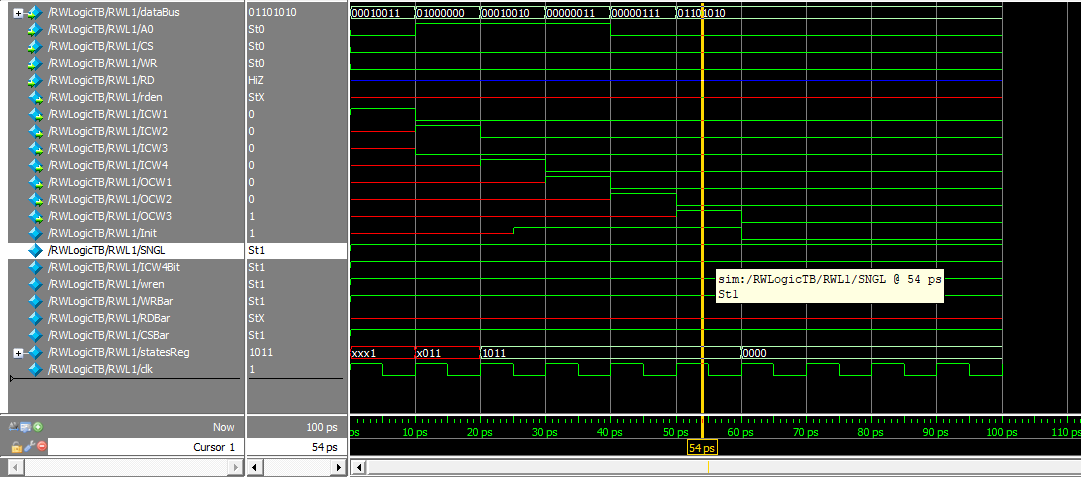 /RWLogicTB/RWL1/dataBus 01101010 00010011 01000000 00010010 00000011 00000111 01101010
/RWLogicTB/RWL1/A0 St0
/RWLogicTB/RWL1/CS St0
/RWLogicTB/RWL1/WR St0
/RWLogicTB/RWL1/RD HiZ
/RWLogicTB/RWL1/rden StX
/RWLogicTB/RWL1/ICW1 0
/RWLogicTB/RWL1/ICW2 0
/RWLogicTB/RWL1/ICW3 0
/RWLogicTB/RWL1/ICW4 0
/RWLogicTB/RWL1/OCW1 0
/RWLogicTB/RWL1/OCW2 0
/RWLogicTB/RWL1/OCW3 1
/RWLogicTB/RWL1/Init 1
/RWLogicTB/RWL1/SNGL St1
/RWLogicTB/RWL1/ICW4Bit St1
sim:/RWLogicTB/RWL1/SNGL @ 54 ps
/RWLogicTB/RWL1/wren St1
St1
/RWLogicTB/RWL1/WRBar St1
/RWLogicTB/RWL1/RDBar StX
/RWLogicTB/RWL1/CSBar St1
/RWLogicTB/RWL1/statesReg 1011 xxx1 x011 1011 0000
/RWLogicTB/RWL1/clk 1
Now 100 ps ps 10 ps 20 ps 30 ps 40 ps 50 ps 60 ps 70 ps 80 ps 90 ps 100 ps 110 ps
Cursor 1 54 ps 54 ps